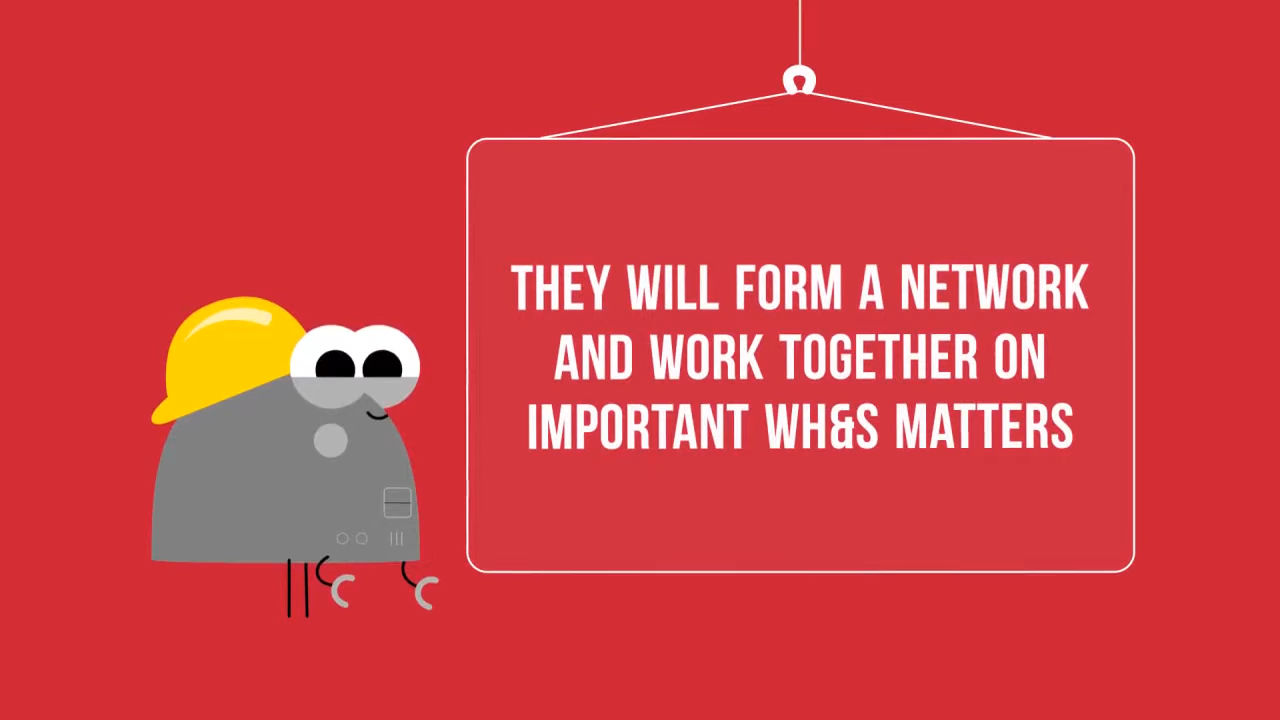 THEY WILL FORM A NETWORK
AND WORK TOGETHER ON
IMPORTANT WH&S MATTERS